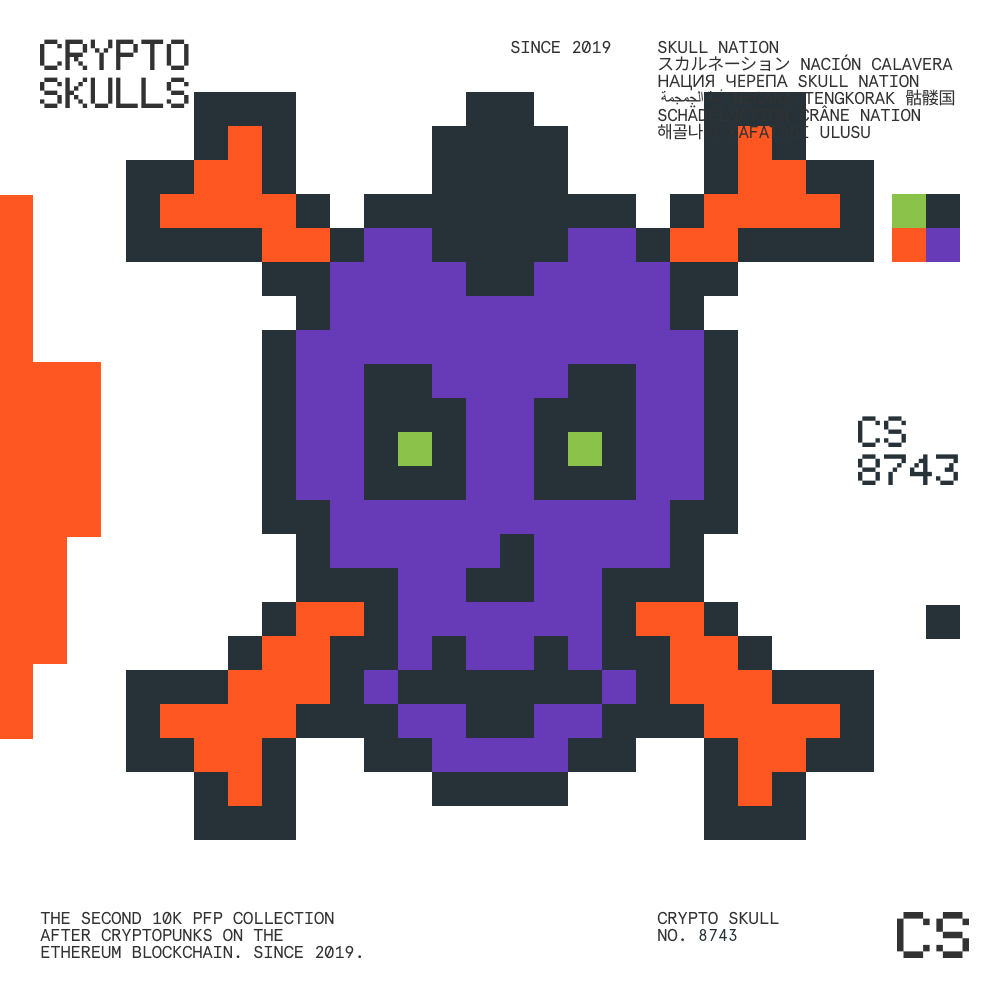 CRYPTO
SKULLS
SINCE 2019
SKULL NATION
スカルネーション NACIÓN CALAVERA
НАЦИЯ ЧЕРЕПА SKULL NATION
الجمجمة TENGKORAK 骷髅国
CRÂNE NATION
해골 ULUSU
CS
8743
THE SECOND 10K PFP COLLECTION
AFTER CRYPTOPUNKS ON THE
ETHEREUM BLOCKCHAIN. SINCE 2019.
CRYPTO SKULL
NO. 8743
CS